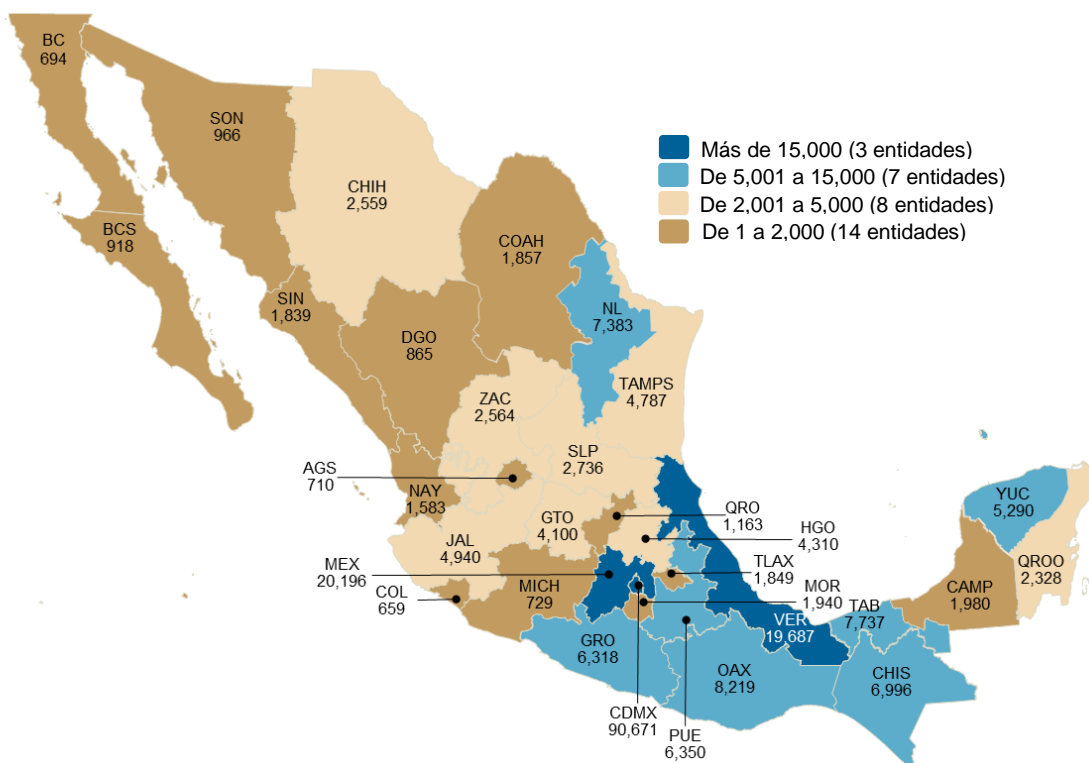 BC
694
SON
966
CHIH
2,559
Más de 15,000 (3 entidades)
De 5,001 a 15,000 (7 entidades)
De 2,001 a 5,000 (8 entidades)
De 1 a 2,000 (14 entidades)
BCS
918
COAH
1,857
SIN
1,839
NL
7,383
DGO
865
TAMPS
4,787
ZAC
2,564
SLP
2,736
AGS
710
NAY
1,583
YUC
5,290
QRO
1,163
GTO
4,100
HGO
4,310
JAL
4,940
MEX
20,196
TLAX
1,849
QROO
2,328
COL
659
MICH
729
MOR
1,940
CAMP
1,980
TAB
7,737
VER
19,687
GRO
6,318
OAX
8,219
CHIS
6,996
CDMX
90,671
PUE
6,350